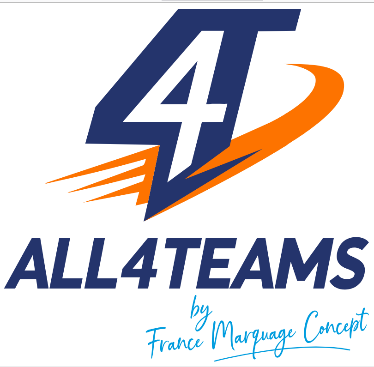 4T
ALL4TEAMS
by
France Marquage Concept